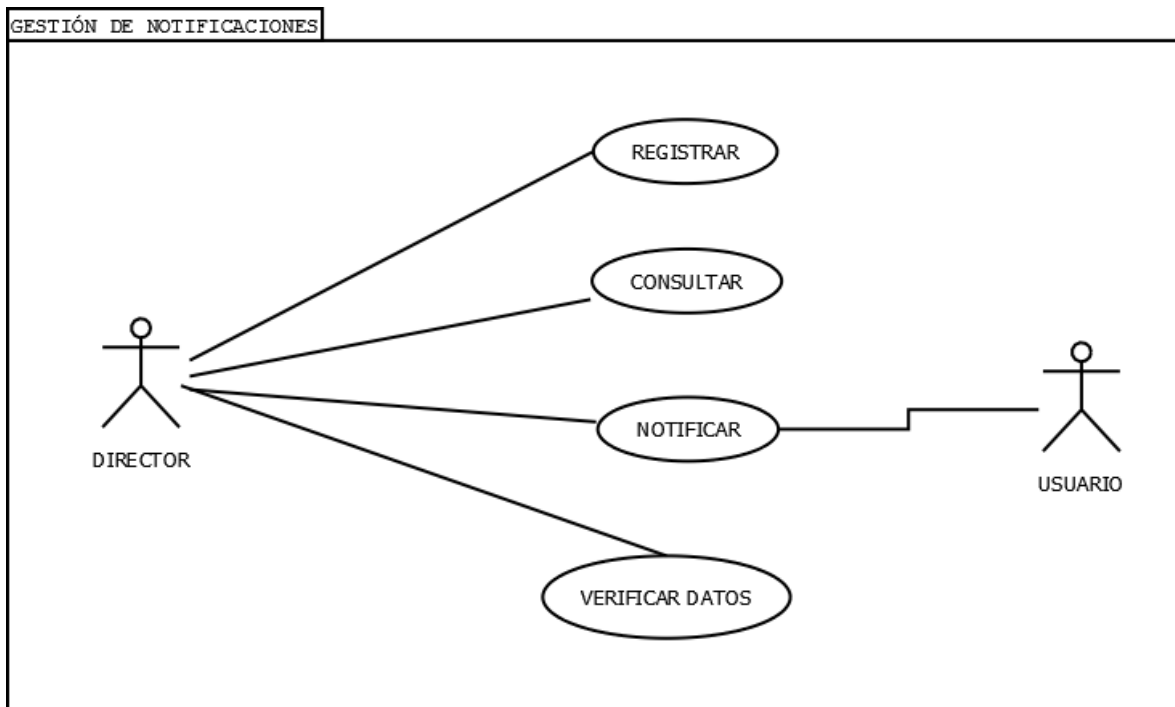 GESTIÓN DE NOTIFICACIONES
REGISTRAR
CONSULTAR
NOTIFICAR
DIRECTOR
USUARIO
VERIFICAR DATOS